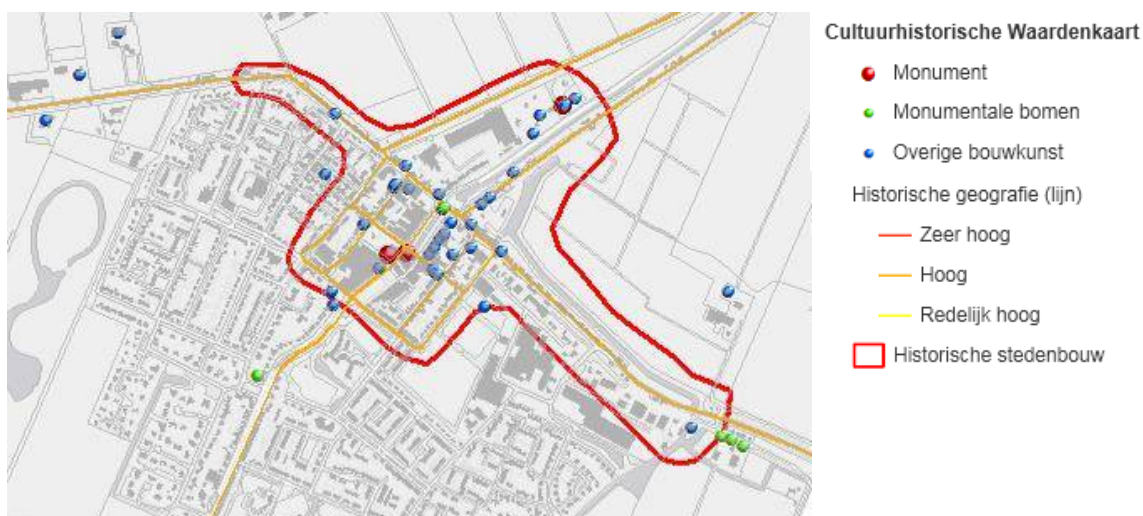 Cultuurhistorische Waardenkaart
Monument
Monumentale bomen
Overige bouwkunst
Historische geografie (lijn)
Zeer hoog
Hoog
Redelijk hoog
Historische stedenbouw